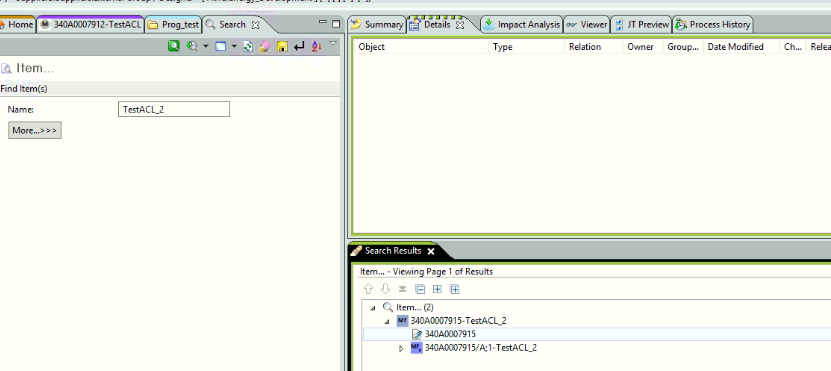 Home 340A0007912-TestACL Prog_test Search
Item...
Find Item(s)
Name: TestACL_2
More...>>>
Summary Details Impact Analysis Viewer JT Preview Process History
Object Type Relation Owner Group... Date Modified Ch... Relea
Search Results
Item... - Viewing Page 1 of Results
Item... (2)
340A0007915-TestACL_2
340A0007915
340A0007915/A;1-TestACL_2